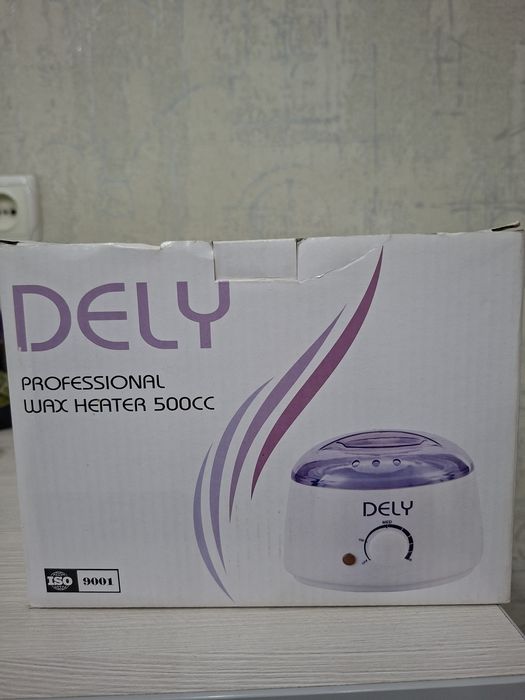 DELY
PROFESSIONAL
WAX HEATER 500CC
DELY
MED
ISO 9001